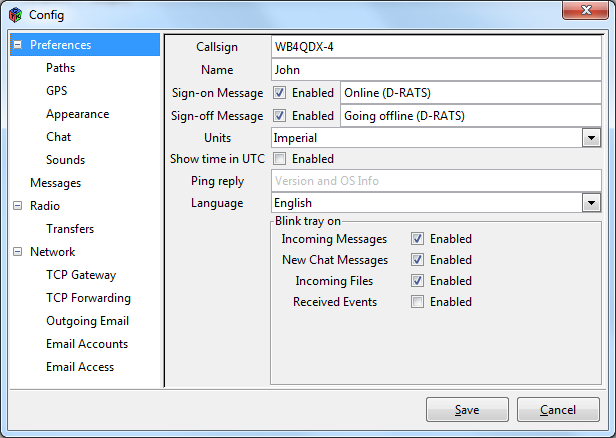 Config
Preferences
Paths
GPS
Appearance
Chat
Sounds
Messages
Radio
Transfers
Network
TCP Gateway
TCP Forwarding
Outgoing Email
Email Accounts
Email Access
Callsign WB4QDX-4
Name John
Sign-on Message Enabled Online (D-RATS)
Sign-off Message Enabled Going offline (D-RATS)
Units Imperial
Show time in UTC Enabled
Ping reply Version and OS Info
Language English
Blink tray on
Incoming Messages Enabled
New Chat Messages Enabled
Incoming Files Enabled
Received Events Enabled
Save Cancel